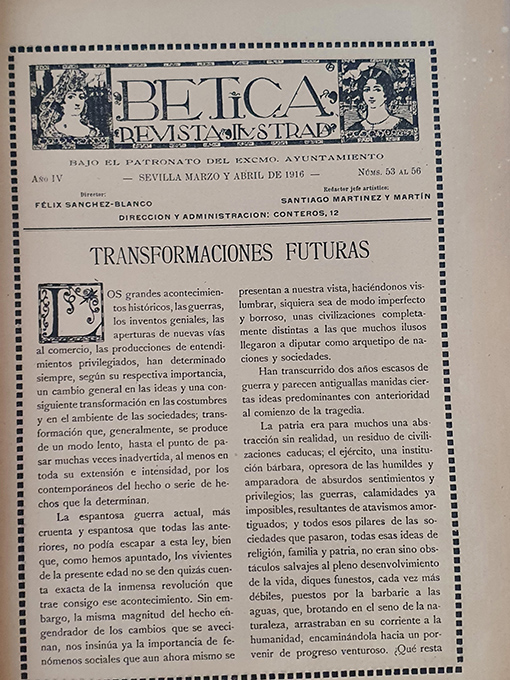 BETICA
REVISTA ILVSTRADA
BAJO EL PATRONATO DEL EXCMO. AYUNTAMIENTO
AÑO IV — SEVILLA MARZO Y ABRIL DE 1916 — NÚMS. 53 AL 56
Director:
FÉLIX SANCHEZ-BLANCO
Redactor jefe artístico:
SANTIAGO MARTINEZ Y MARTÍN
DIRECCION Y ADMINISTRACION: CONTEROS, 12
TRANSFORMACIONES FUTURAS
LOS grandes acontecimien-
tos históricos, las guerras,
los inventos geniales, las
aperturas de nuevas vías
al comercio, las producciones de entendi-
mientos privilegiados, han determinado
siempre, según su respectiva importancia,
un cambio general en las ideas y una con-
siguiente transformación en las costumbres
y en el ambiente de las sociedades; trans-
formación que, generalmente, se produce
de un modo lento, hasta el punto de pa-
sar muchas veces inadvertida, al menos en
toda su extensión e intensidad, por los
contemporáneos del hecho o serie de he-
chos que la determinan.
La espantosa guerra actual, más
cruenta y espantosa que todas las ante-
riores, no podía escapar a esta ley, bien
que, como hemos apuntado, los vivientes
de la presente edad no se den quizás cuen-
ta exacta de la inmensa revolución que
trae consigo ese acontecimiento. Sin em-
bargo, la misma magnitud del hecho en-
gendrador de los cambios que se aveci-
nan, nos insinúa ya la importancia de fe-
nómenos sociales que aun ahora mismo se
presentan a nuestra vista, haciéndonos vis-
lumbrar, siquiera sea de modo imperfecto
y borroso, unas civilizaciones completa-
mente distintas a las que muchos ilusos
llegaron a diputar como arquetipo de na-
ciones y sociedades.
Han transcurrido dos años escasos de
guerra y parecen antiguallas manidas cier-
tas ideas predominantes con anterioridad
al comienzo de la tragedia.
La patria era para muchos una abs-
tracción sin realidad, un residuo de civili-
zaciones caducas; el ejército, una institu-
ción bárbara, opresora de las humildes y
amparadora de absurdos sentimientos y
privilegios; las guerras, calamidades ya
imposibles, resultantes de atavismos amor-
tiguados; y todos esos pilares de las so-
ciedades que pasaron, todas esas ideas de
religión, familia y patria, no eran sino obs-
táculos salvajes al pleno desenvolvimiento
de la vida, diques funestos, cada vez más
débiles, puestos por la barbarie a las
aguas, que, brotando en el seno de la na-
turaleza, arrastraban en su corriente a la
humanidad, encaminándola hacia un por-
venir de progreso venturoso. ¿Qué resta